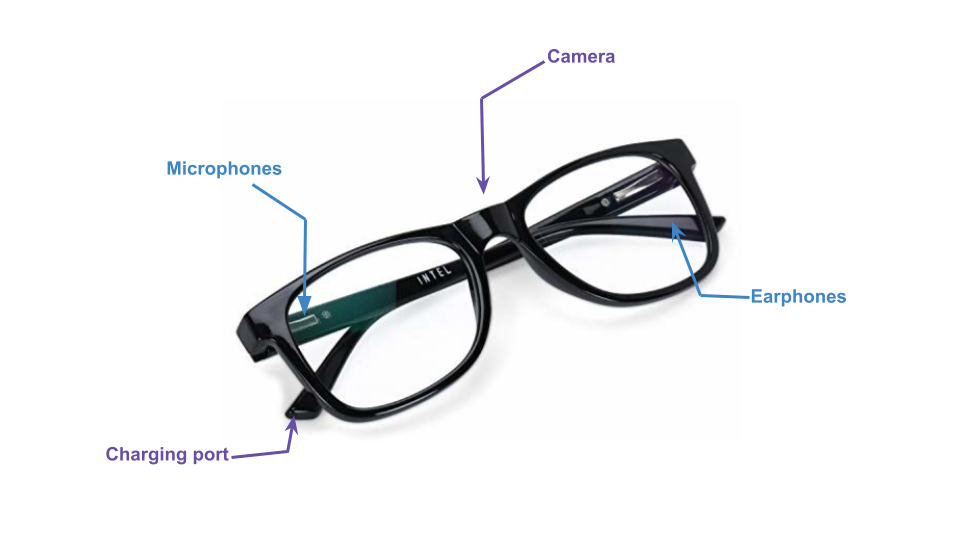 Camera
Microphones
INTEL
Earphones
Charging port